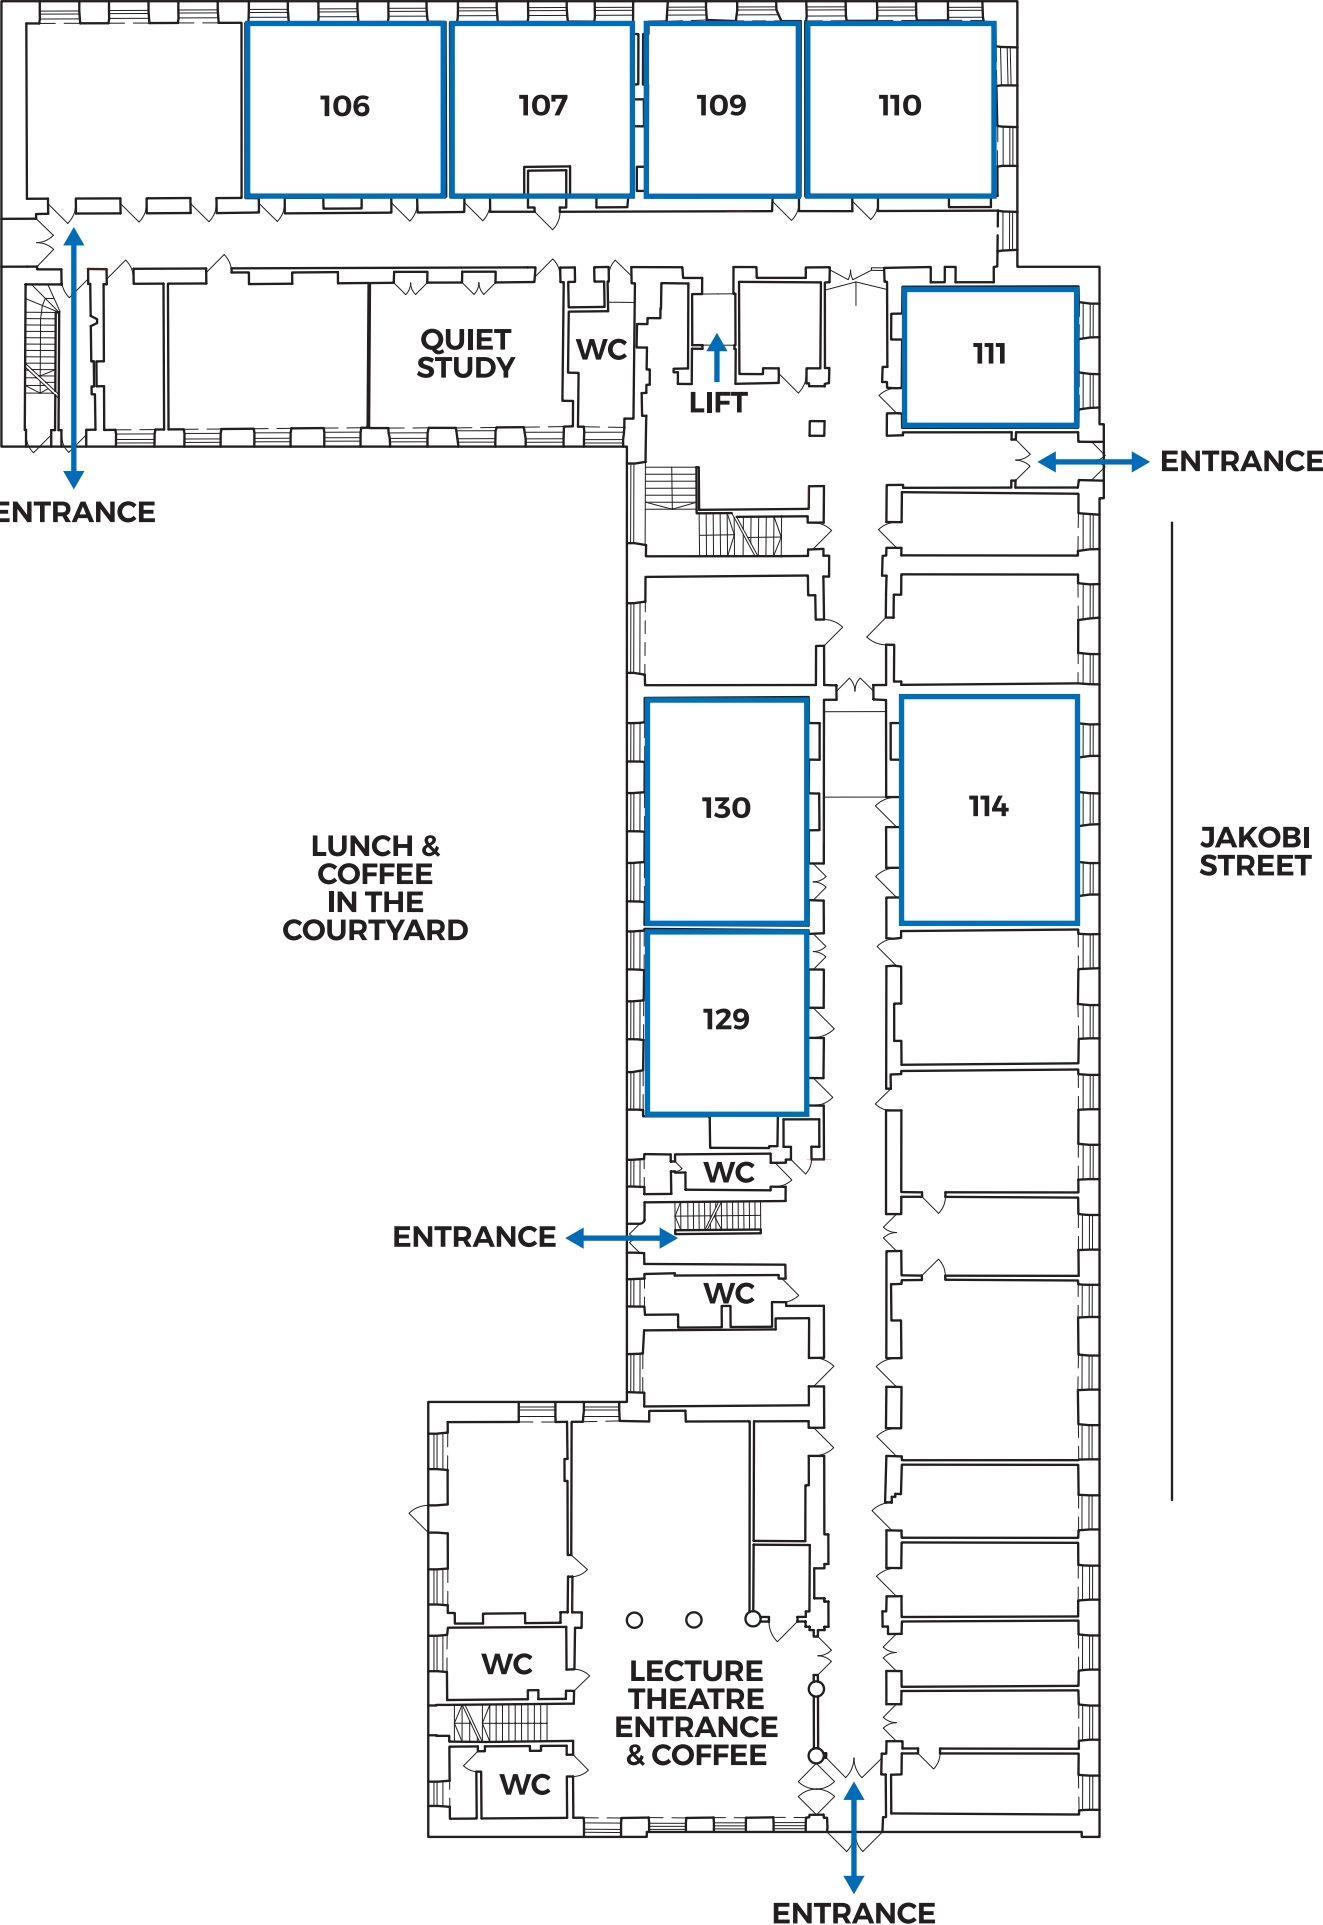 106
107
109
110
QUIET
STUDY
WC
LIFT
111
ENTRANCE
ENTRANCE
130
114
LUNCH &
COFFEE
IN THE
COURTYARD
JAKOBI
STREET
129
WC
ENTRANCE
WC
WC
LECTURE
THEATRE
ENTRANCE
& COFFEE
WC
ENTRANCE